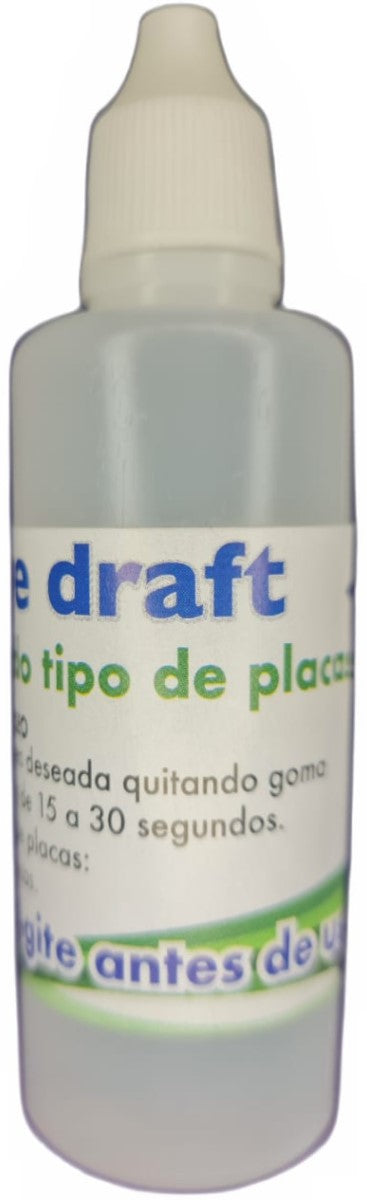 e draft
do tipo de placas
deseada quitando goma
de 15 a 30 segundos.
placas:
gite antes de